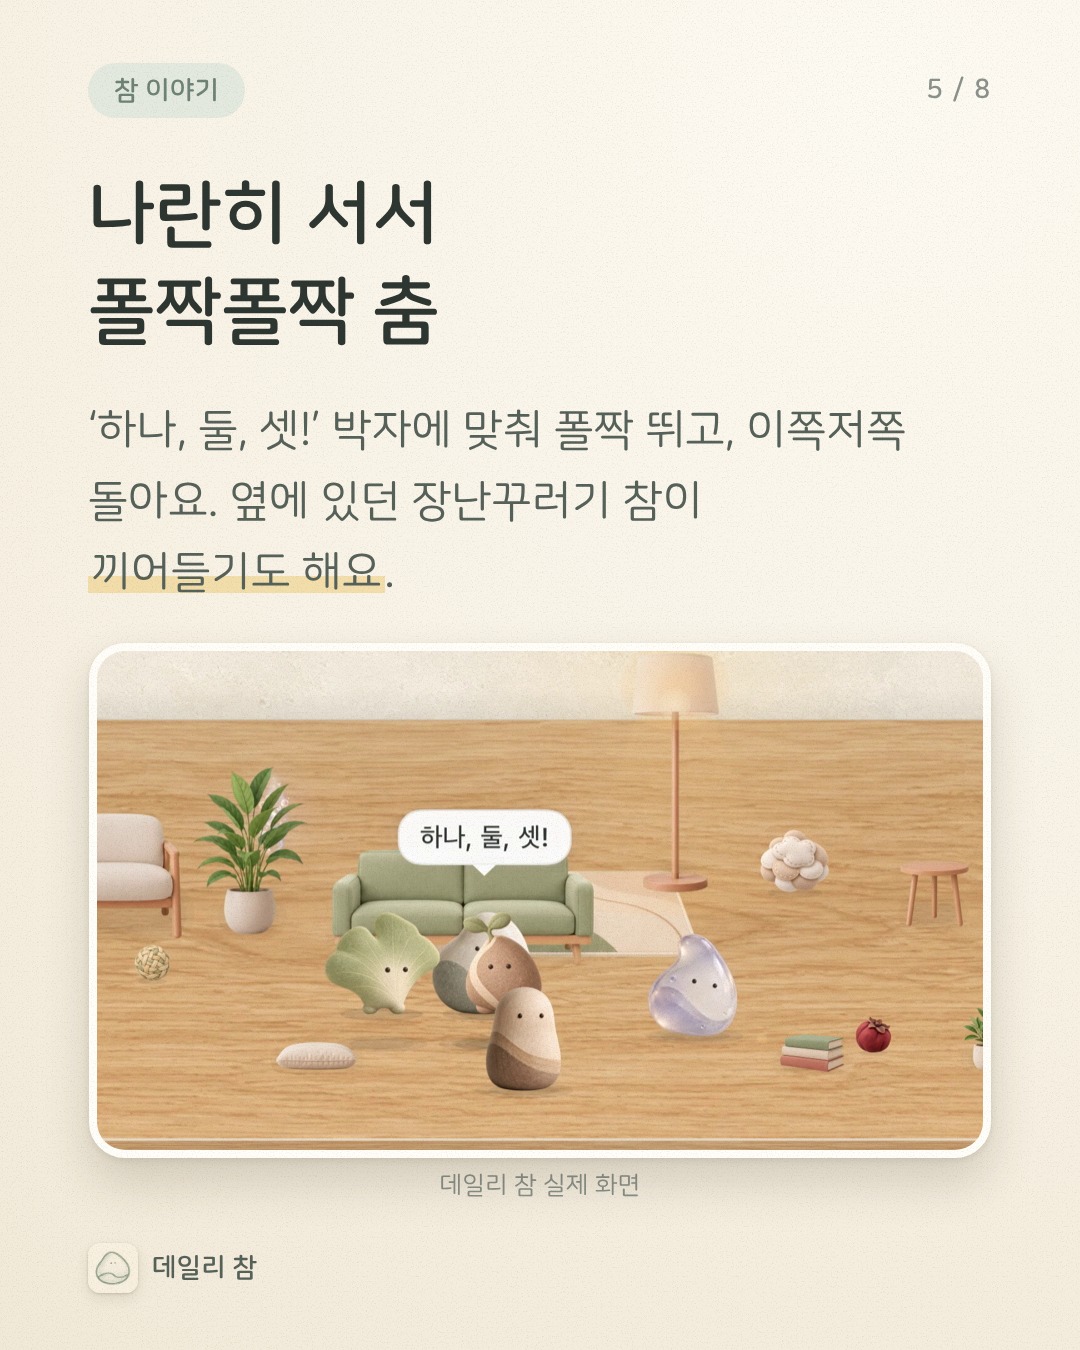 참 이야기
5 / 8
나란히 서서
폴짝폴짝 춤
‘하나, 둘, 셋!’ 박자에 맞춰 폴짝 뛰고, 이쪽저쪽
돌아요. 옆에 있던 장난꾸러기 참이
끼어들기도 해요.
하나, 둘, 셋!
데일리 참 실제 화면
데일리 참